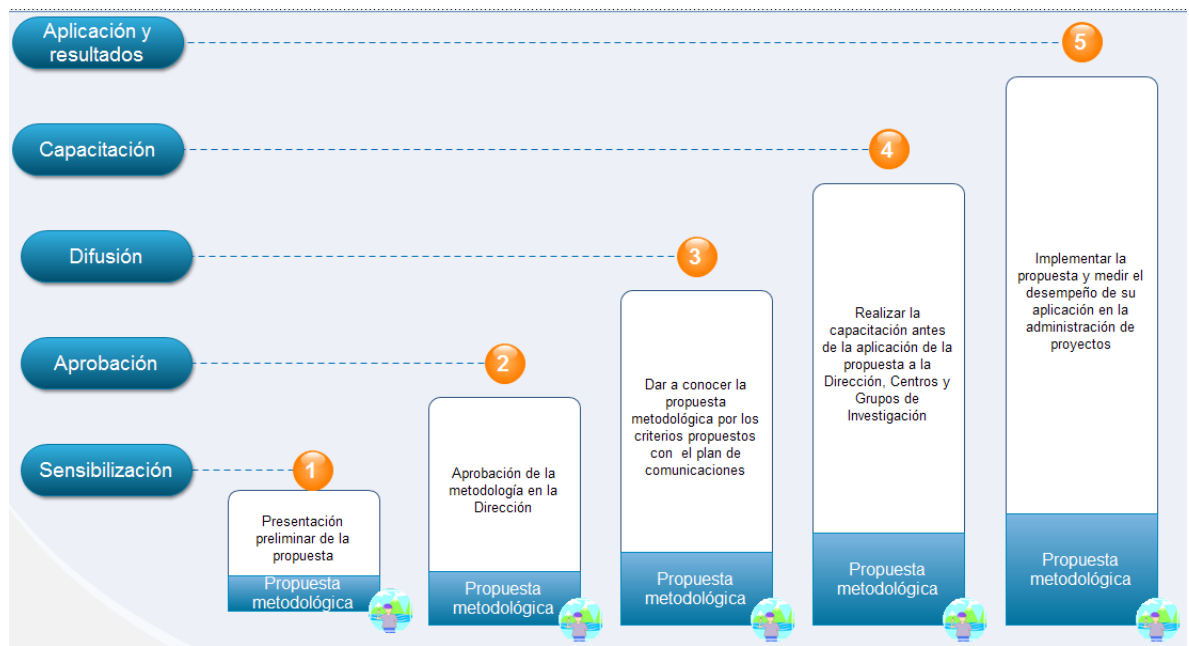 Aplicación y
resultados
5
Capacitación
4
Difusión
3
Aprobación
2
Sensibilización
1
Presentación
preliminar de la
propuesta
Propuesta
metodológica
Aprobación de la
metodología en la
Dirección
Propuesta
metodológica
Dar a conocer la
propuesta
metodológica por los
criterios propuestos
con el plan de
comunicaciones
Propuesta
metodológica
Realizar la
capacitación antes
de la aplicación de la
propuesta a la
Dirección, Centros y
Grupos de
Investigación
Propuesta
metodológica
Implementar la
propuesta y medir el
desempeño de su
aplicación en la
administración de
proyectos
Propuesta
metodológica